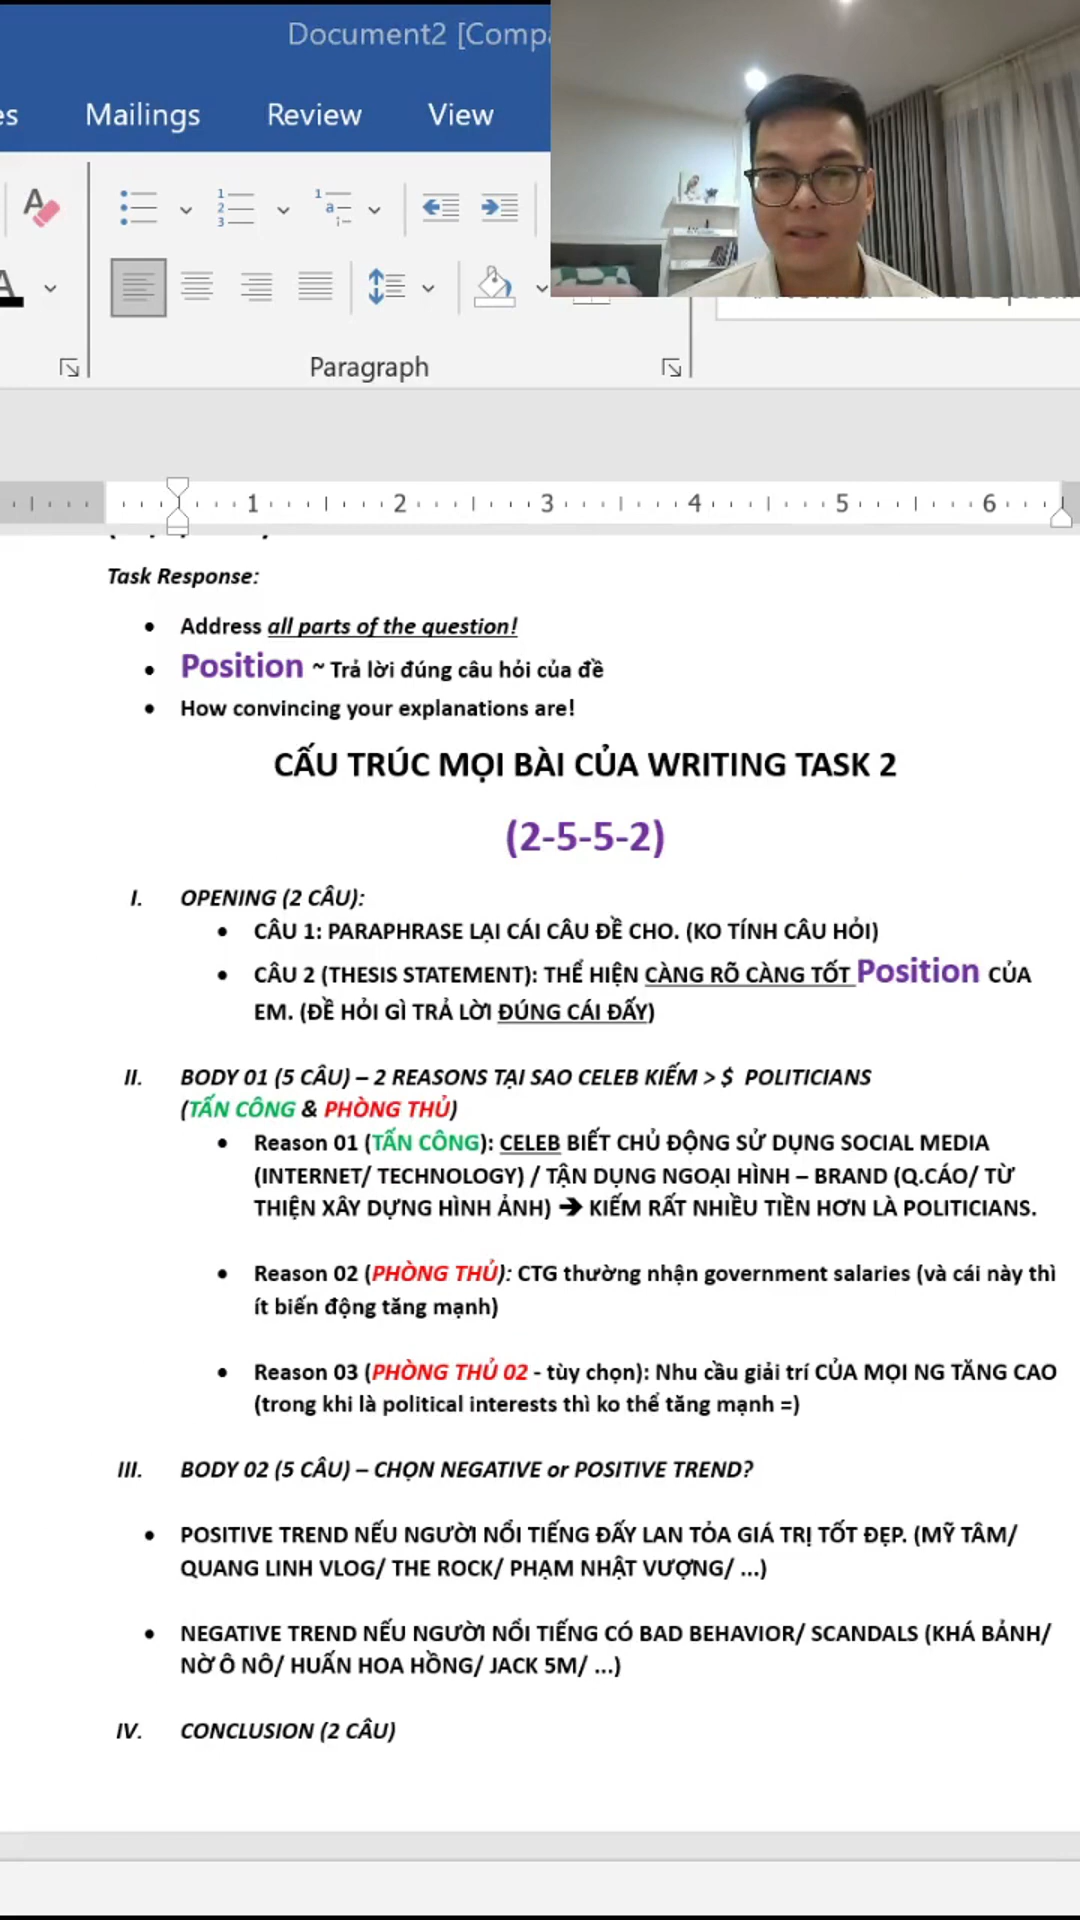 Document2 [Compa
es Mailings Review View
Paragraph
1 2 3 4 5 6
Task Response:
• Address all parts of the question!
• Position ~ Trả lời đúng câu hỏi của đề
• How convincing your explanations are!
CẤU TRÚC MỌI BÀI CỦA WRITING TASK 2
(2-5-5-2)
I. OPENING (2 CÂU):
• CÂU 1: PARAPHRASE LẠI CÁI CÂU ĐỀ CHO. (KO TÍNH CÂU HỎI)
• CÂU 2 (THESIS STATEMENT): THỂ HIỆN CÀNG RÕ CÀNG TỐT Position CỦA
EM. (ĐỀ HỎI GÌ TRẢ LỜI ĐÚNG CÁI ĐẤY)
II. BODY 01 (5 CÂU) – 2 REASONS TẠI SAO CELEB KIẾM > $ POLITICIANS
(TẤN CÔNG & PHÒNG THỦ)
• Reason 01 (TẤN CÔNG): CELEB BIẾT CHỦ ĐỘNG SỬ DỤNG SOCIAL MEDIA
(INTERNET/ TECHNOLOGY) / TẬN DỤNG NGOẠI HÌNH – BRAND (Q.CÁO/ TỪ
THIỆN XÂY DỰNG HÌNH ẢNH) ➔ KIẾM RẤT NHIỀU TIỀN HƠN LÀ POLITICIANS.
• Reason 02 (PHÒNG THỦ): CTG thường nhận government salaries (và cái này thì
ít biến động tăng mạnh)
• Reason 03 (PHÒNG THỦ 02 - tùy chọn): Nhu cầu giải trí CỦA MỌI NG TĂNG CAO
(trong khi là political interests thì ko thể tăng mạnh =)
III. BODY 02 (5 CÂU) – CHỌN NEGATIVE or POSITIVE TREND?
• POSITIVE TREND NẾU NGƯỜI NỔI TIẾNG ĐẤY LAN TỎA GIÁ TRỊ TỐT ĐẸP. (MỸ TÂM/
QUANG LINH VLOG/ THE ROCK/ PHẠM NHẬT VƯỢNG/ ...)
• NEGATIVE TREND NẾU NGƯỜI NỔI TIẾNG CÓ BAD BEHAVIOR/ SCANDALS (KHÁ BẢNH/
NỜ Ô NÔ/ HUẤN HOA HỒNG/ JACK 5M/ ...)
IV. CONCLUSION (2 CÂU)